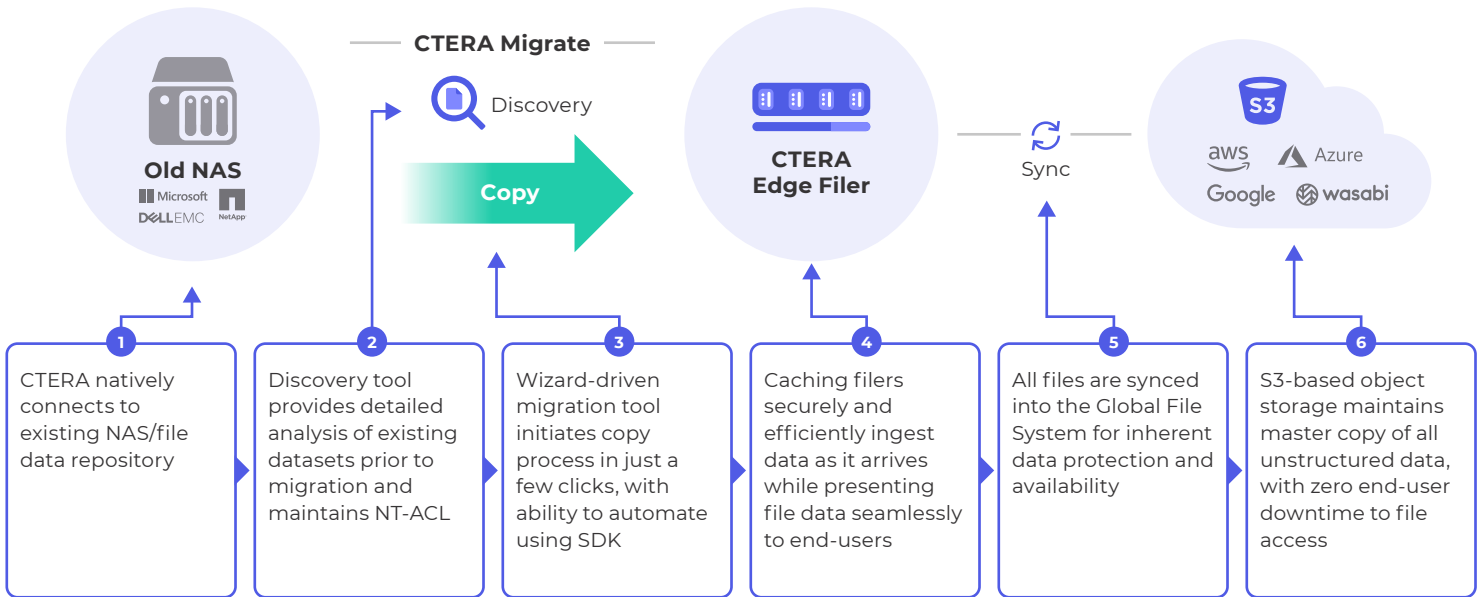 CTERA Migrate
Discovery
Copy
Old NAS
Microsoft
DELLEMC
NetApp
CTERA
Edge Filer
Sync
S3
aws
Azure
Google
wasabi
1
CTERA natively
connects to
existing NAS/file
data repository
2
Discovery tool
provides detailed
analysis of existing
datasets prior to
migration and
maintains NT-ACL
3
Wizard-driven
migration tool
initiates copy
process in just a
few clicks, with
ability to automate
using SDK
4
Caching filers
securely and
efficiently ingest
data as it arrives
while presenting
file data seamlessly
to end-users
5
All files are synced
into the Global File
System for inherent
data protection and
availability
6
S3-based object
storage maintains
master copy of all
unstructured data,
with zero end-user
downtime to file
access